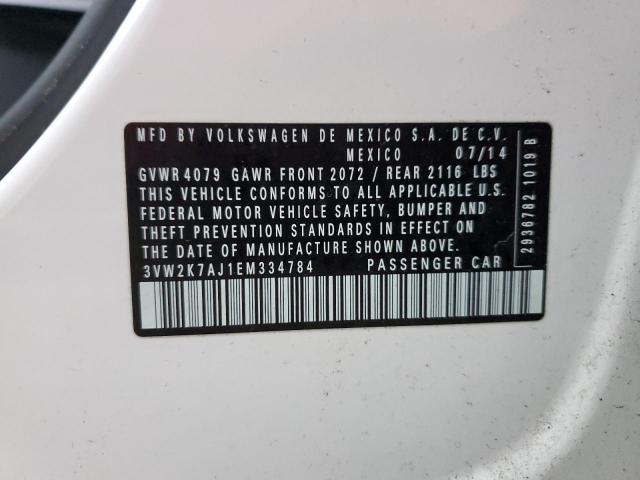 MFD BY VOLKSWAGEN DE MEXICO S.A. DE C.V.
MEXICO 07/14
GVWR 4079 GAWR FRONT 2072 / REAR 2116 LBS
THIS VEHICLE CONFORMS TO ALL APPLICABLE U.S.
FEDERAL MOTOR VEHICLE SAFETY, BUMPER AND
THEFT PREVENTION STANDARDS IN EFFECT ON
THE DATE OF MANUFACTURE SHOWN ABOVE.
3VW2K7AJ1EM334784 PASSENGER CAR
2936782 1019 B